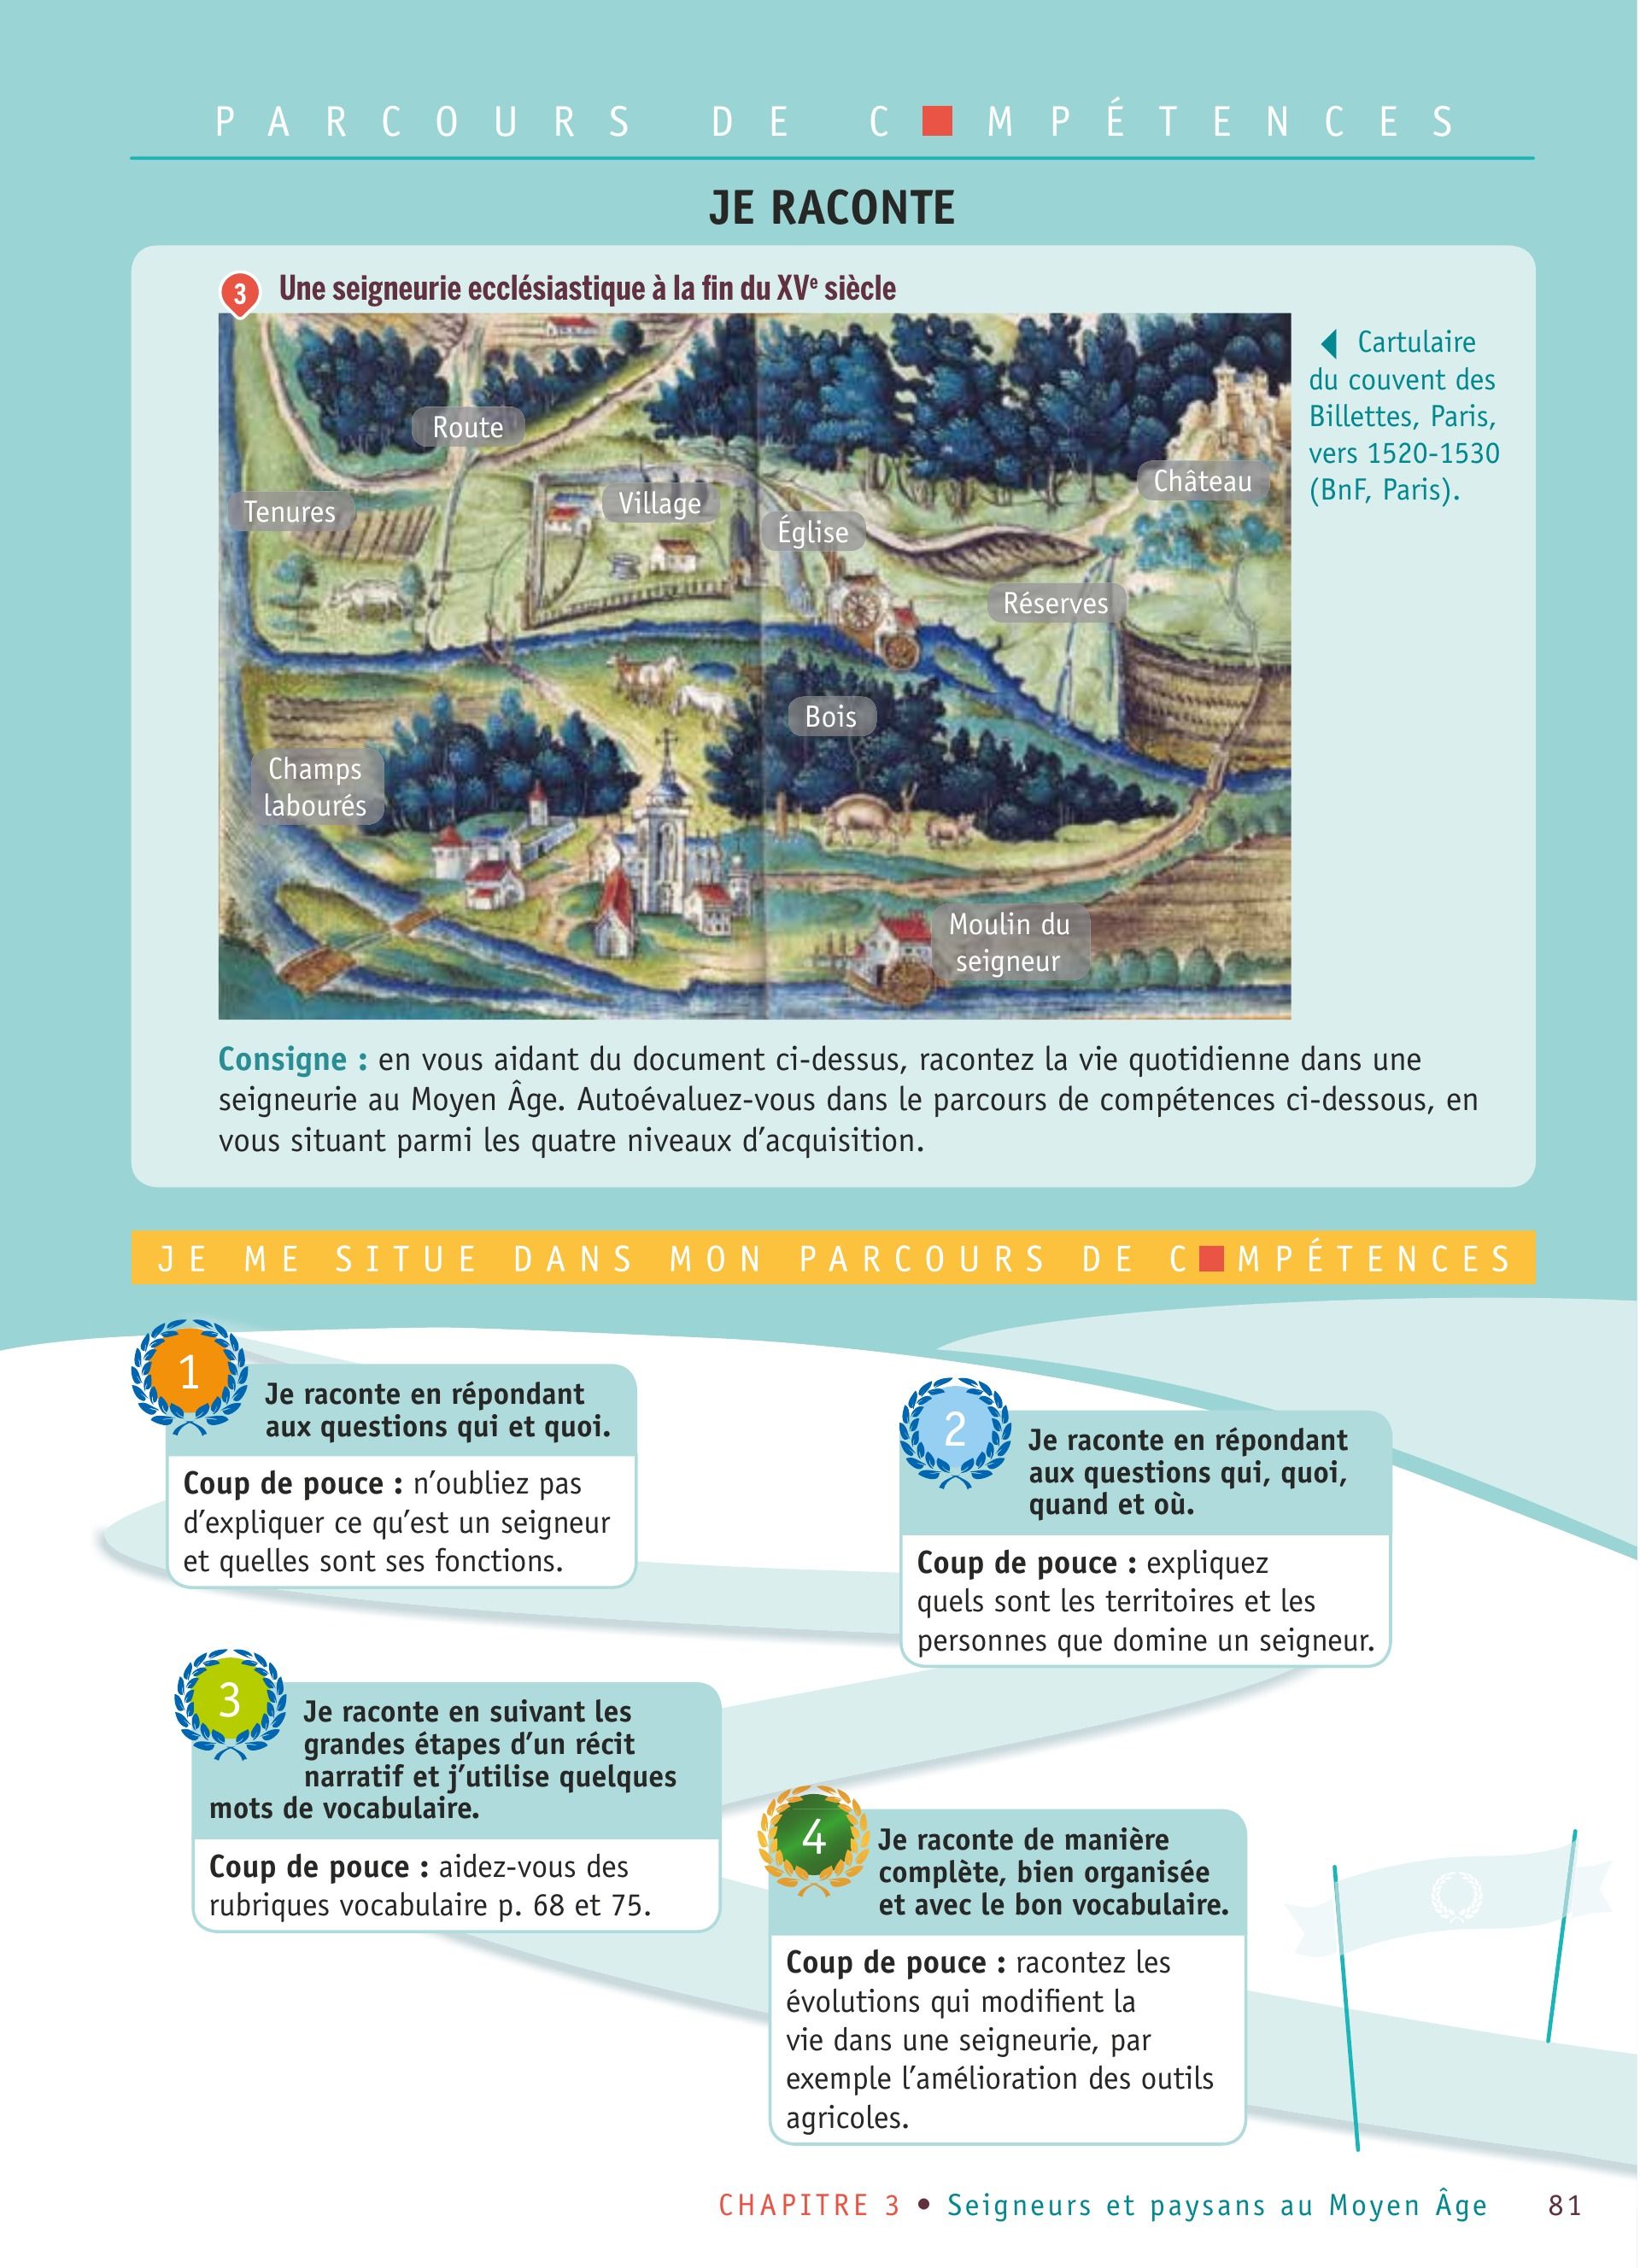 PARCOURS DE C■MPÉTENCES
JE RACONTE
3 Une seigneurie ecclésiastique à la fin du XVe siècle
Route
Tenures
Village
Église
Château
Réserves
Bois
Champs
labourés
Moulin du
seigneur
◀ Cartulaire
du couvent des
Billettes, Paris,
vers 1520-1530
(BnF, Paris).
Consigne : en vous aidant du document ci-dessus, racontez la vie quotidienne dans une
seigneurie au Moyen Âge. Autoévaluez-vous dans le parcours de compétences ci-dessous, en
vous situant parmi les quatre niveaux d’acquisition.
JE ME SITUE DANS MON PARCOURS DE C■MPÉTENCES
1
Je raconte en répondant
aux questions qui et quoi.
Coup de pouce : n’oubliez pas
d’expliquer ce qu’est un seigneur
et quelles sont ses fonctions.
2
Je raconte en répondant
aux questions qui, quoi,
quand et où.
Coup de pouce : expliquez
quels sont les territoires et les
personnes que domine un seigneur.
3
Je raconte en suivant les
grandes étapes d’un récit
narratif et j’utilise quelques
mots de vocabulaire.
Coup de pouce : aidez-vous des
rubriques vocabulaire p. 68 et 75.
4
Je raconte de manière
complète, bien organisée
et avec le bon vocabulaire.
Coup de pouce : racontez les
évolutions qui modifient la
vie dans une seigneurie, par
exemple l’amélioration des outils
agricoles.
CHAPITRE 3 • Seigneurs et paysans au Moyen Âge 81